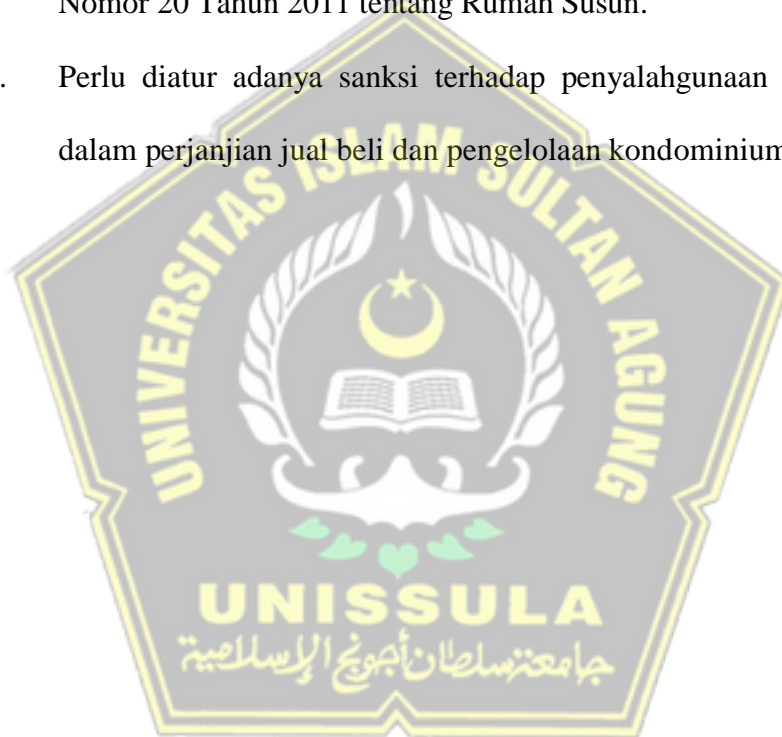 Nomor 20 Tahun 2011 tentang Rumah Susun.
. Perlu diatur adanya sanksi terhadap penyalahgunaan
dalam perjanjian jual beli dan pengelolaan kondominium
UNIVERSITAS ISLAM SULTAN AGUNG
UNISSULA
جامعة سلطان أجونج الإسلامية